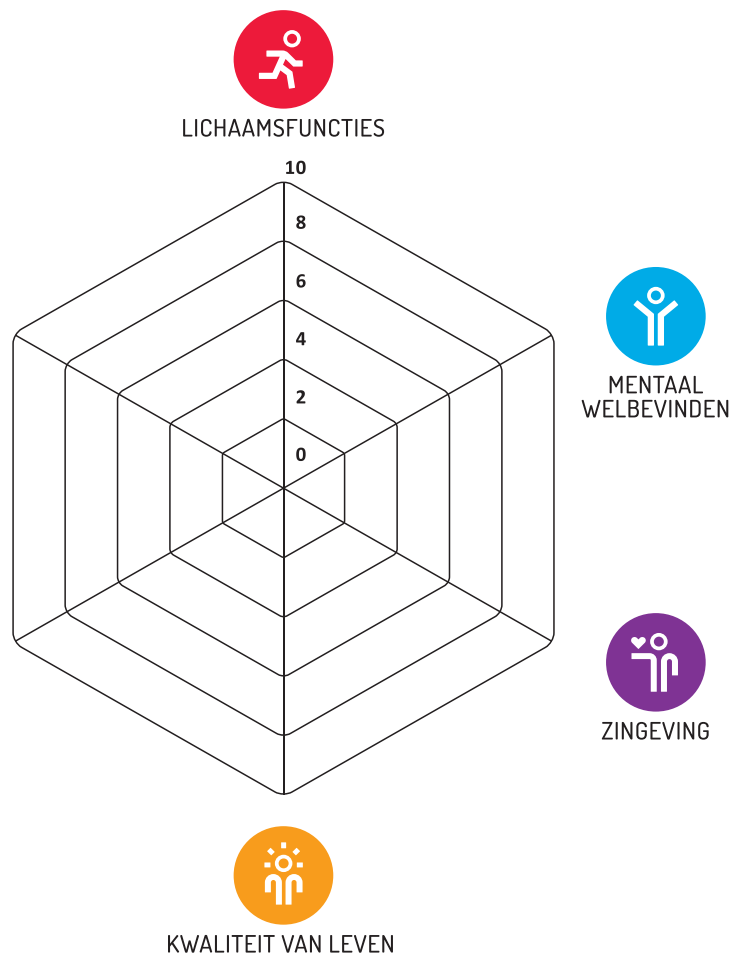 LICHAAMSFUNCTIES
10
8
6
4
2
0
MENTAAL
WELBEVINDEN
ZINGEVING
KWALITEIT VAN LEVEN